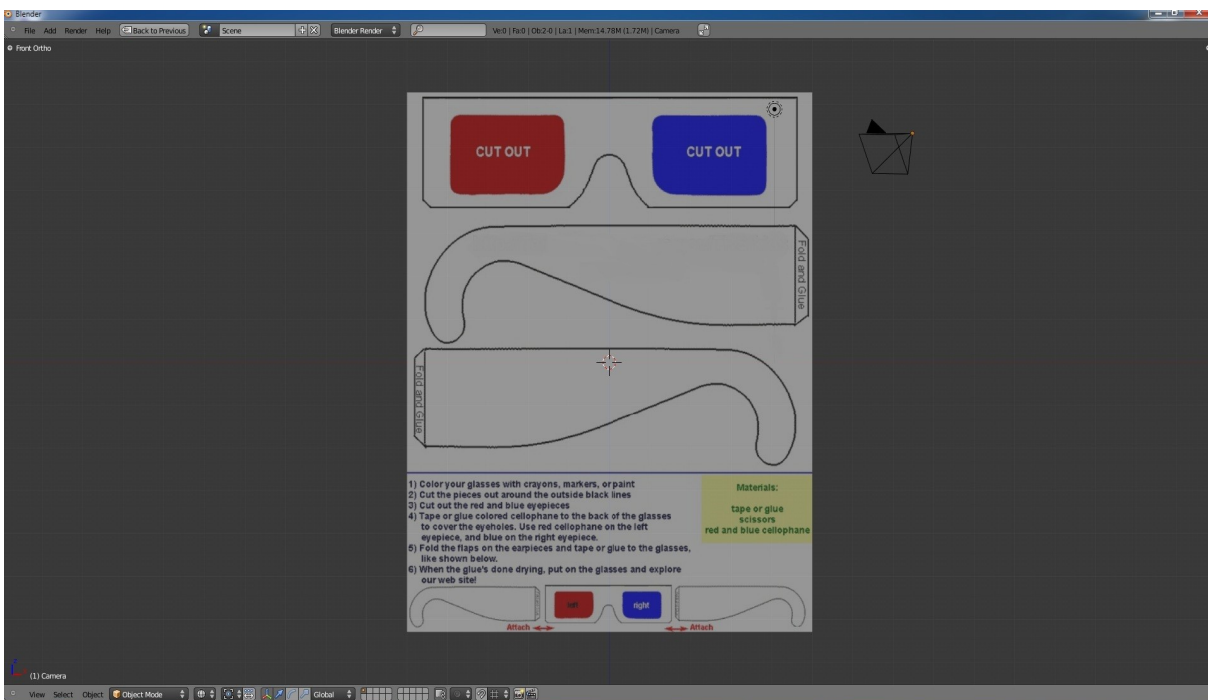 Blender
File Add Render Help Back to Previous Scene Blender Render Ve:0 | Fa:0 | Ob:2-0 | La:1 | Mem:14.78M (1.72M) | Camera
Front Ortho
CUT OUT
CUT OUT
Fold and Glue
Fold and Glue
1) Color your glasses with crayons, markers, or paint
2) Cut the pieces out around the outside black lines
3) Cut out the red and blue eyepieces
4) Tape or glue colored cellophane to the back of the glasses
to cover the eyeholes. Use red cellophane on the left
eyepiece, and blue on the right eyepiece.
5) Fold the flaps on the earpieces and tape or glue to the glasses,
like shown below.
6) When the glue's done drying, put on the glasses and explore
our web site!
Materials:
tape or glue
scissors
red and blue cellophane
left
right
Attach
Attach
(1) Camera
View Select Object Object Mode Global